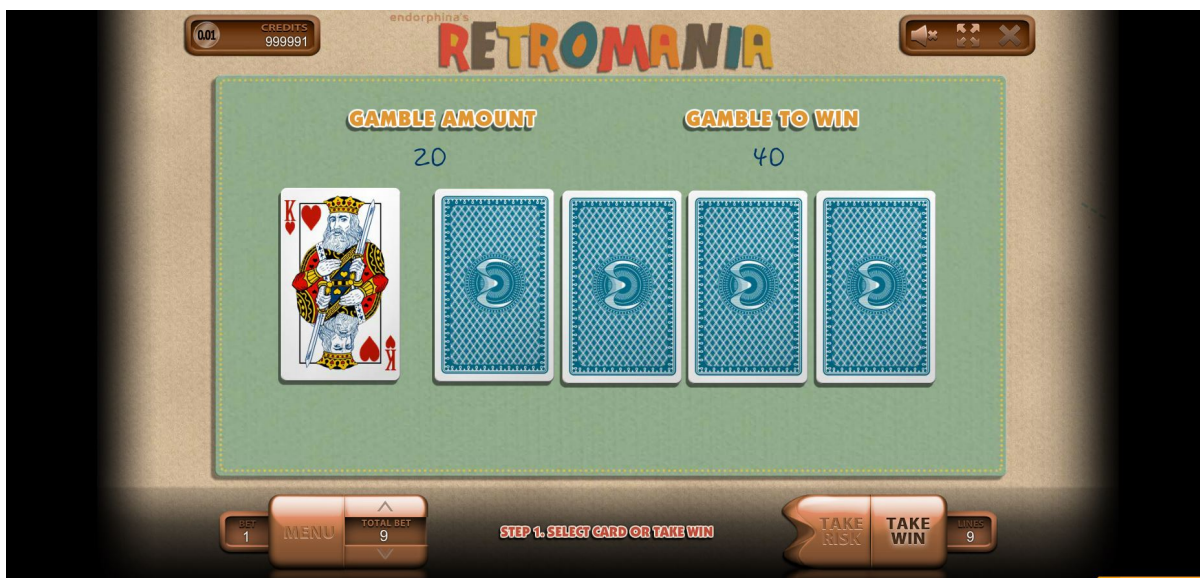 0.01
CREDITS
999991
endorphina's
RETROMANIA
GAMBLE AMOUNT
GAMBLE TO WIN
20
40
K
K
BET
1
MENU
TOTAL BET
9
STEP 1. SELECT CARD OR TAKE WIN
TAKE
RISK
TAKE
WIN
LINES
9